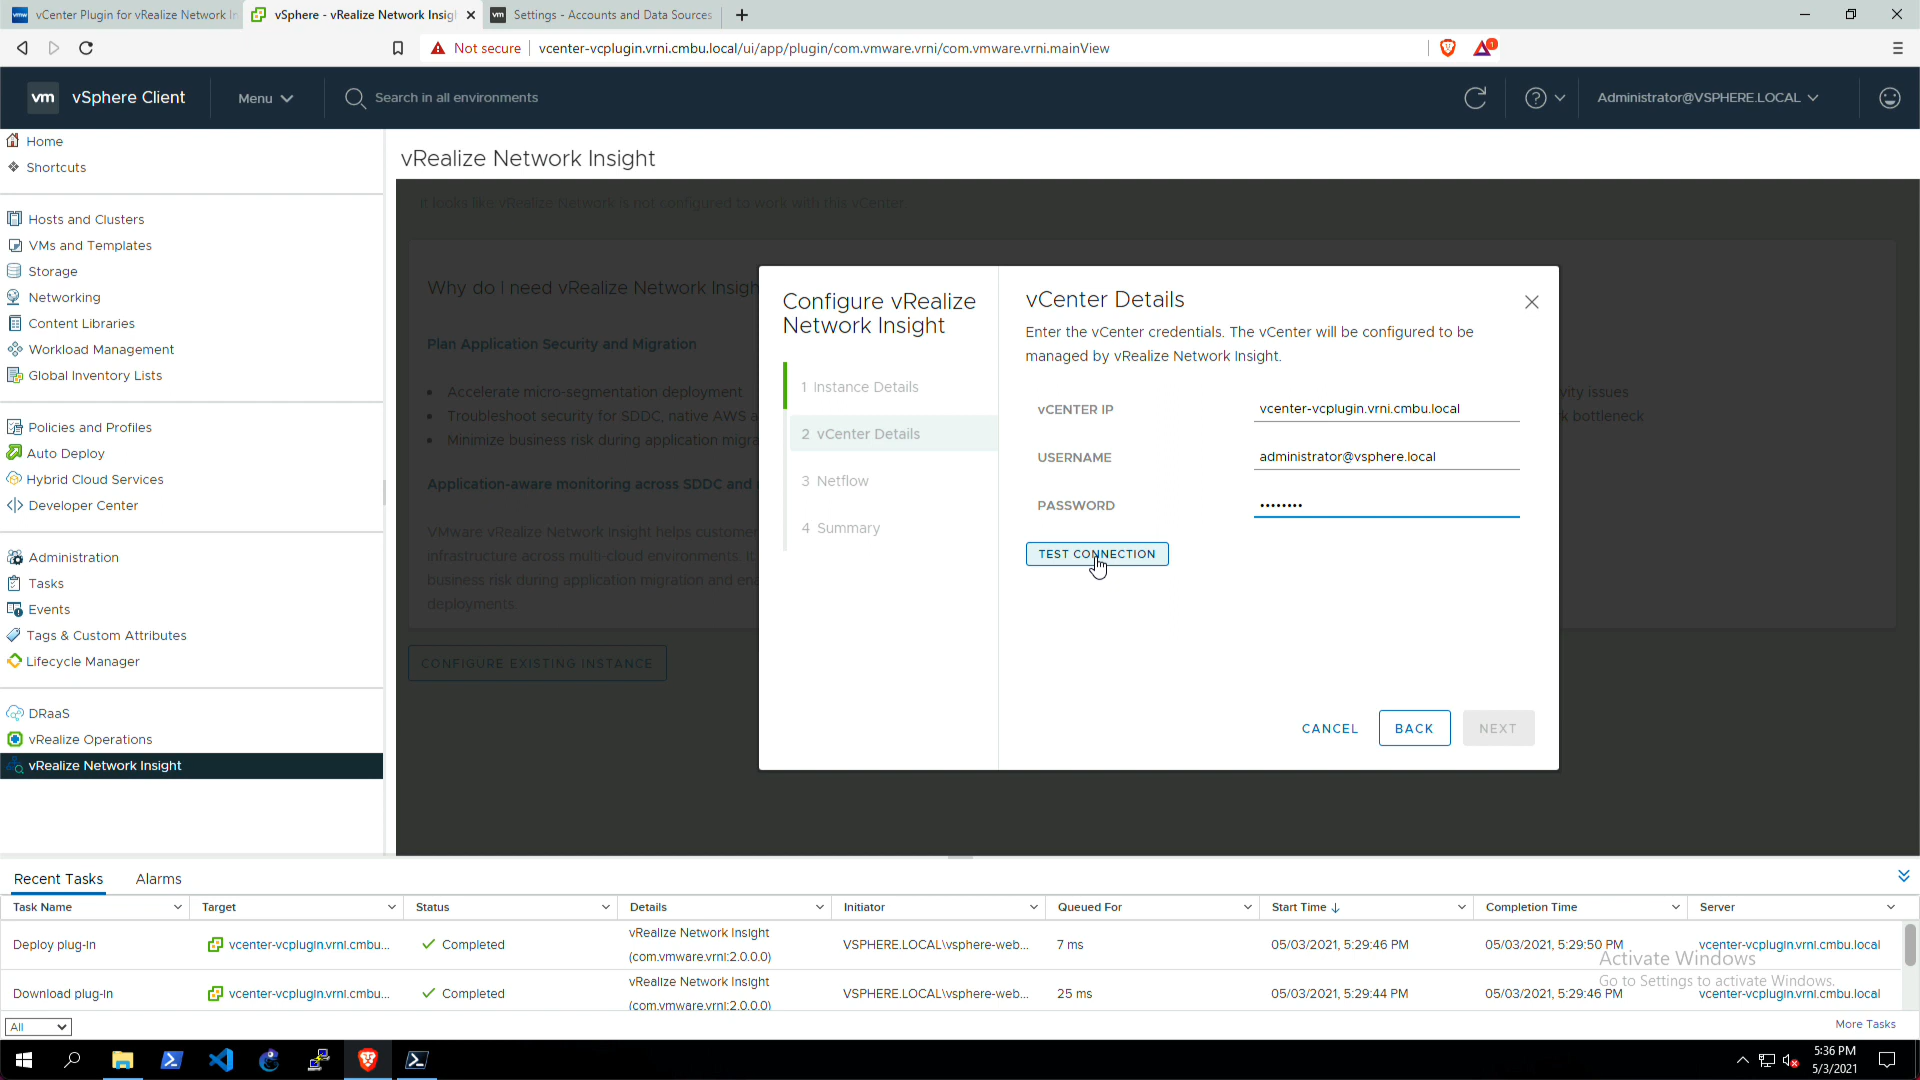 vCenter Plugin for vRealize Network In
vSphere - vRealize Network Insigh
Settings - Accounts and Data Sources
Not secure
vcenter-vcplugin.vrni.cmbu.local/ui/app/plugin/com.vmware.vrni/com.vmware.vrni.mainView
1
vm
vSphere Client
Menu
Search in all environments
Administrator@VSPHERE.LOCAL
Home
Shortcuts
Hosts and Clusters
VMs and Templates
Storage
Networking
Content Libraries
Workload Management
Global Inventory Lists
Policies and Profiles
Auto Deploy
Hybrid Cloud Services
Developer Center
Administration
Tasks
Events
Tags & Custom Attributes
Lifecycle Manager
DRaaS
vRealize Operations
vRealize Network Insight
vRealize Network Insight
It looks like vRealize Network is not configured to work with this vCenter
Why do I need vRealize Network Insigh
Plan Application Security and Migration
Accelerate micro-segmentation deployment
Troubleshoot security for SDDC, native AWS a
Minimize business risk during application migra
Application-aware monitoring across SDDC and
VMware vRealize Network Insight helps customer
infrastructure across multi-cloud environments. It
business risk during application migration and ena
deployments.
vity issues
k bottleneck
CONFIGURE EXISTING INSTANCE
Configure vRealize
Network Insight
1 Instance Details
2 vCenter Details
3 Netflow
4 Summary
vCenter Details
Enter the vCenter credentials. The vCenter will be configured to be
managed by vRealize Network Insight.
vCENTER IP
vcenter-vcplugin.vrni.cmbu.local
USERNAME
administrator@vsphere.local
PASSWORD
••••••••
TEST CONNECTION
CANCEL
BACK
NEXT
Recent Tasks
Alarms
Task Name
Target
Status
Details
Initiator
Queued For
Start Time
Completion Time
Server
Deploy plug-in
vcenter-vcplugin.vrni.cmbu...
Completed
vRealize Network Insight
(com.vmware.vrni:2.0.0.0)
VSPHERE.LOCAL\vsphere-web...
7 ms
05/03/2021, 5:29:46 PM
05/03/2021, 5:29:50 PM
vcenter-vcplugin.vrni.cmbu.local
Download plug-in
vcenter-vcplugin.vrni.cmbu...
Completed
vRealize Network Insight
(com.vmware.vrni:2.0.0.0)
VSPHERE.LOCAL\vsphere-web...
25 ms
05/03/2021, 5:29:44 PM
05/03/2021, 5:29:46 PM
vcenter-vcplugin.vrni.cmbu.local
Activate Windows
Go to Settings to activate Windows.
All
More Tasks
5:36 PM
5/3/2021